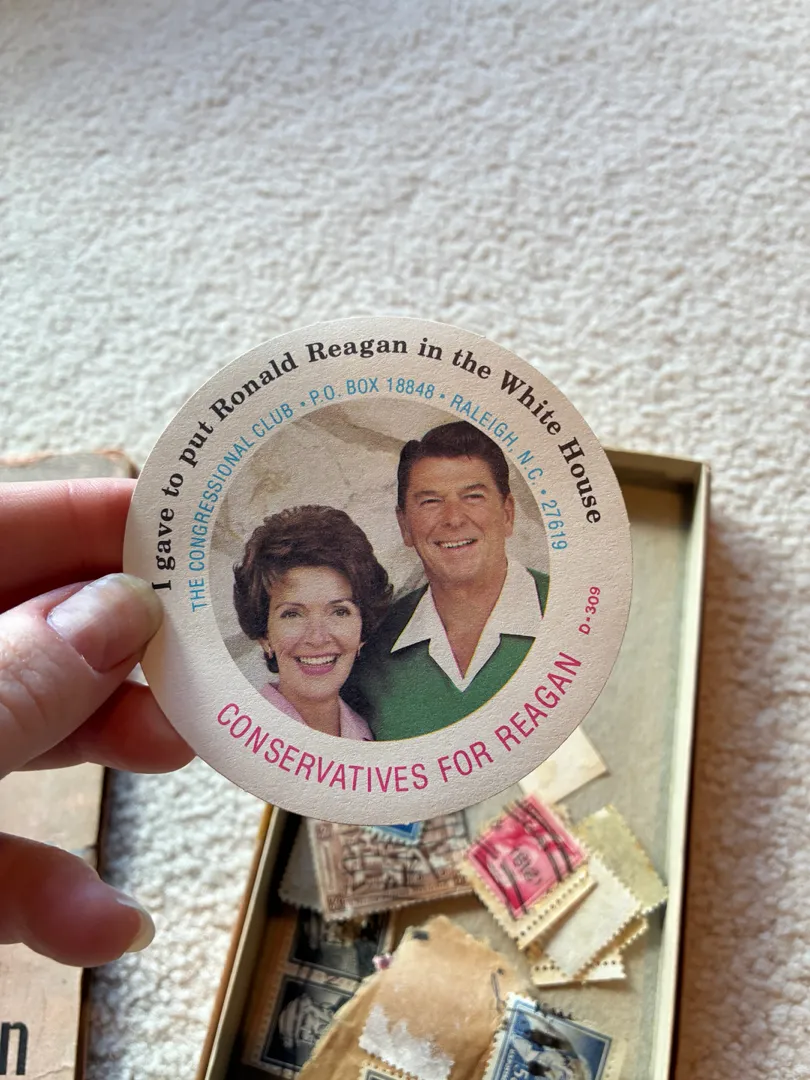 I gave to put Ronald Reagan in the White House
THE CONGRESSIONAL CLUB • P.O. BOX 18848 • RALEIGH, N.C. • 27619
D-309
CONSERVATIVES FOR REAGAN
n